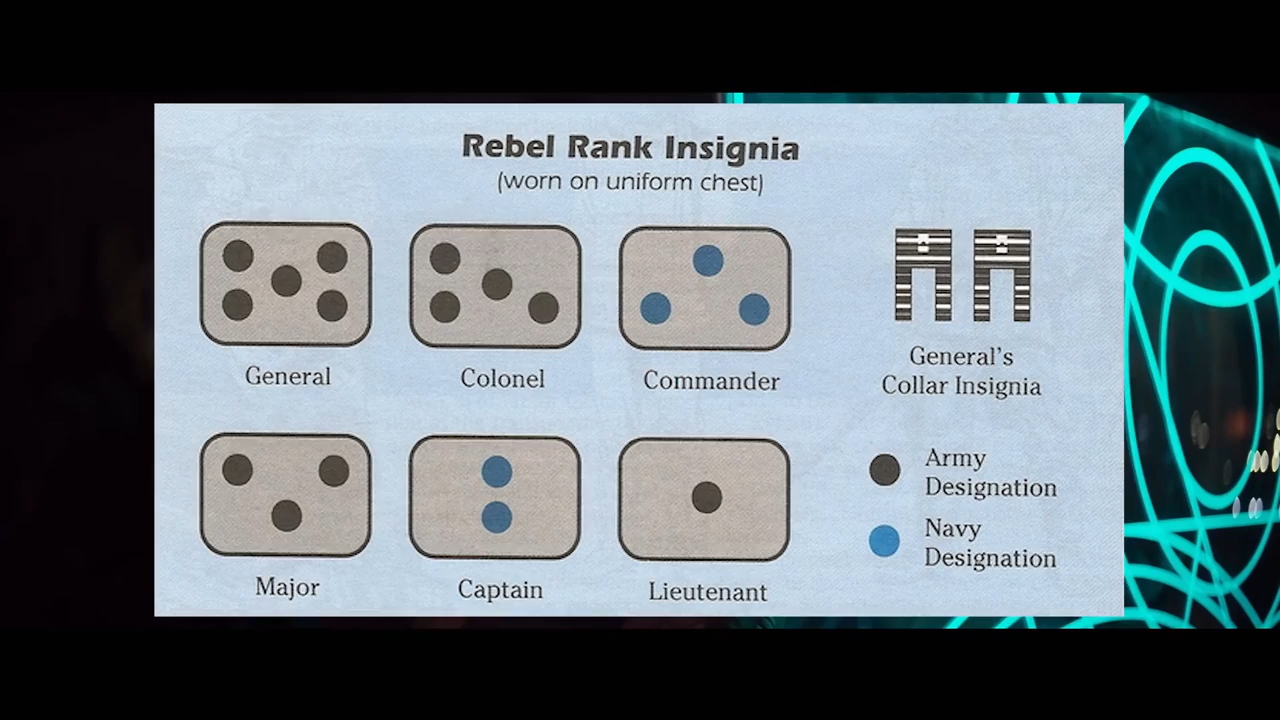 Rebel Rank Insignia
(worn on uniform chest)
General
Colonel
Commander
General's
Collar Insignia
Major
Captain
Lieutenant
Army
Designation
Navy
Designation